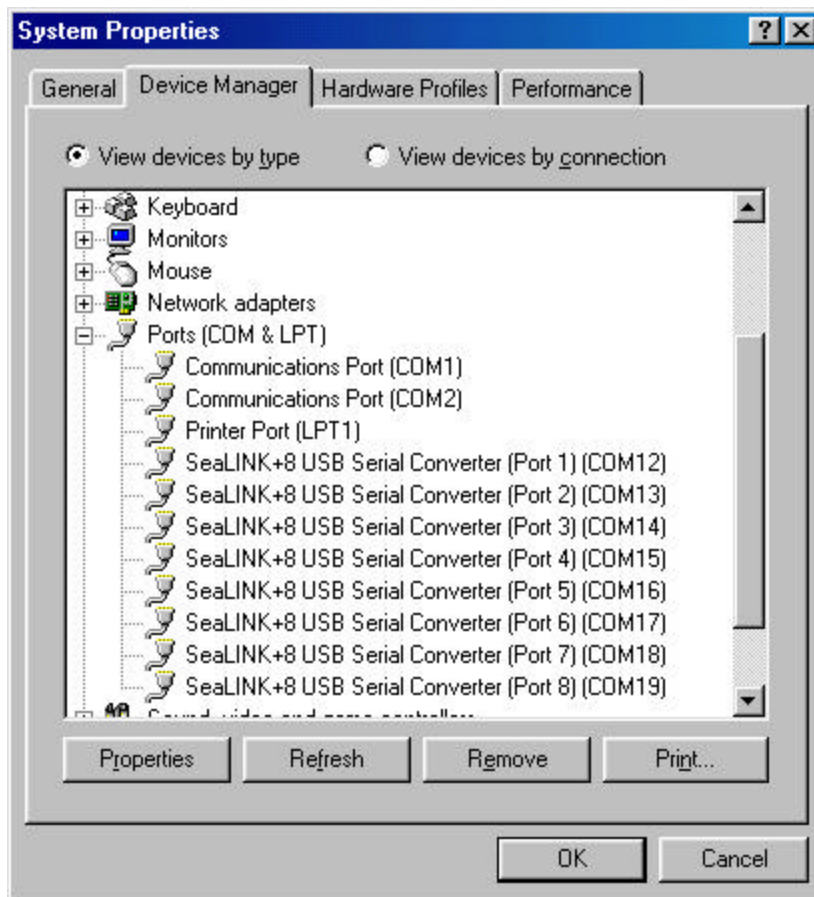 System Properties
General Device Manager Hardware Profiles Performance
View devices by type View devices by connection
Keyboard
Monitors
Mouse
Network adapters
Ports (COM & LPT)
Communications Port (COM1)
Communications Port (COM2)
Printer Port (LPT1)
SeaLINK+8 USB Serial Converter (Port 1) (COM12)
SeaLINK+8 USB Serial Converter (Port 2) (COM13)
SeaLINK+8 USB Serial Converter (Port 3) (COM14)
SeaLINK+8 USB Serial Converter (Port 4) (COM15)
SeaLINK+8 USB Serial Converter (Port 5) (COM16)
SeaLINK+8 USB Serial Converter (Port 6) (COM17)
SeaLINK+8 USB Serial Converter (Port 7) (COM18)
SeaLINK+8 USB Serial Converter (Port 8) (COM19)
Sound, video and game controllers
Properties Refresh Remove Print...
OK Cancel